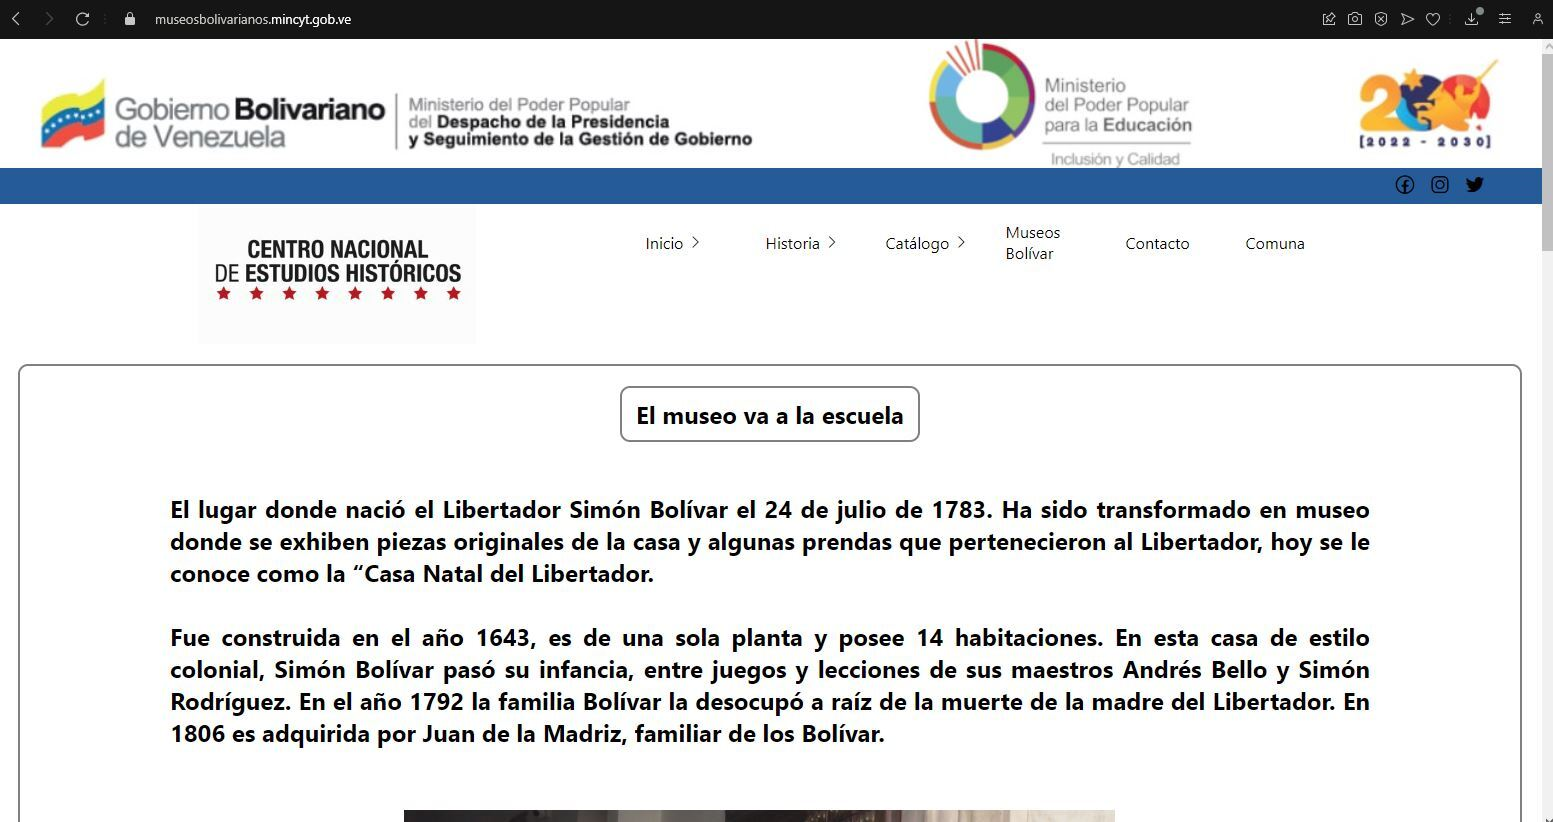 museosbolivarianos.mincyt.gob.ve
Gobierno Bolivariano
de Venezuela
Ministerio del Poder Popular
del Despacho de la Presidencia
y Seguimiento de la Gestión de Gobierno
Ministerio
del Poder Popular
para la Educación
Inclusión y Calidad
200
[2022 - 2030]
CENTRO NACIONAL
DE ESTUDIOS HISTÓRICOS
Inicio
Historia
Catálogo
Museos
Bolívar
Contacto
Comuna
El museo va a la escuela
El lugar donde nació el Libertador Simón Bolívar el 24 de julio de 1783. Ha sido transformado en museo
donde se exhiben piezas originales de la casa y algunas prendas que pertenecieron al Libertador, hoy se le
conoce como la “Casa Natal del Libertador.
Fue construida en el año 1643, es de una sola planta y posee 14 habitaciones. En esta casa de estilo
colonial, Simón Bolívar pasó su infancia, entre juegos y lecciones de sus maestros Andrés Bello y Simón
Rodríguez. En el año 1792 la familia Bolívar la desocupó a raíz de la muerte de la madre del Libertador. En
1806 es adquirida por Juan de la Madriz, familiar de los Bolívar.